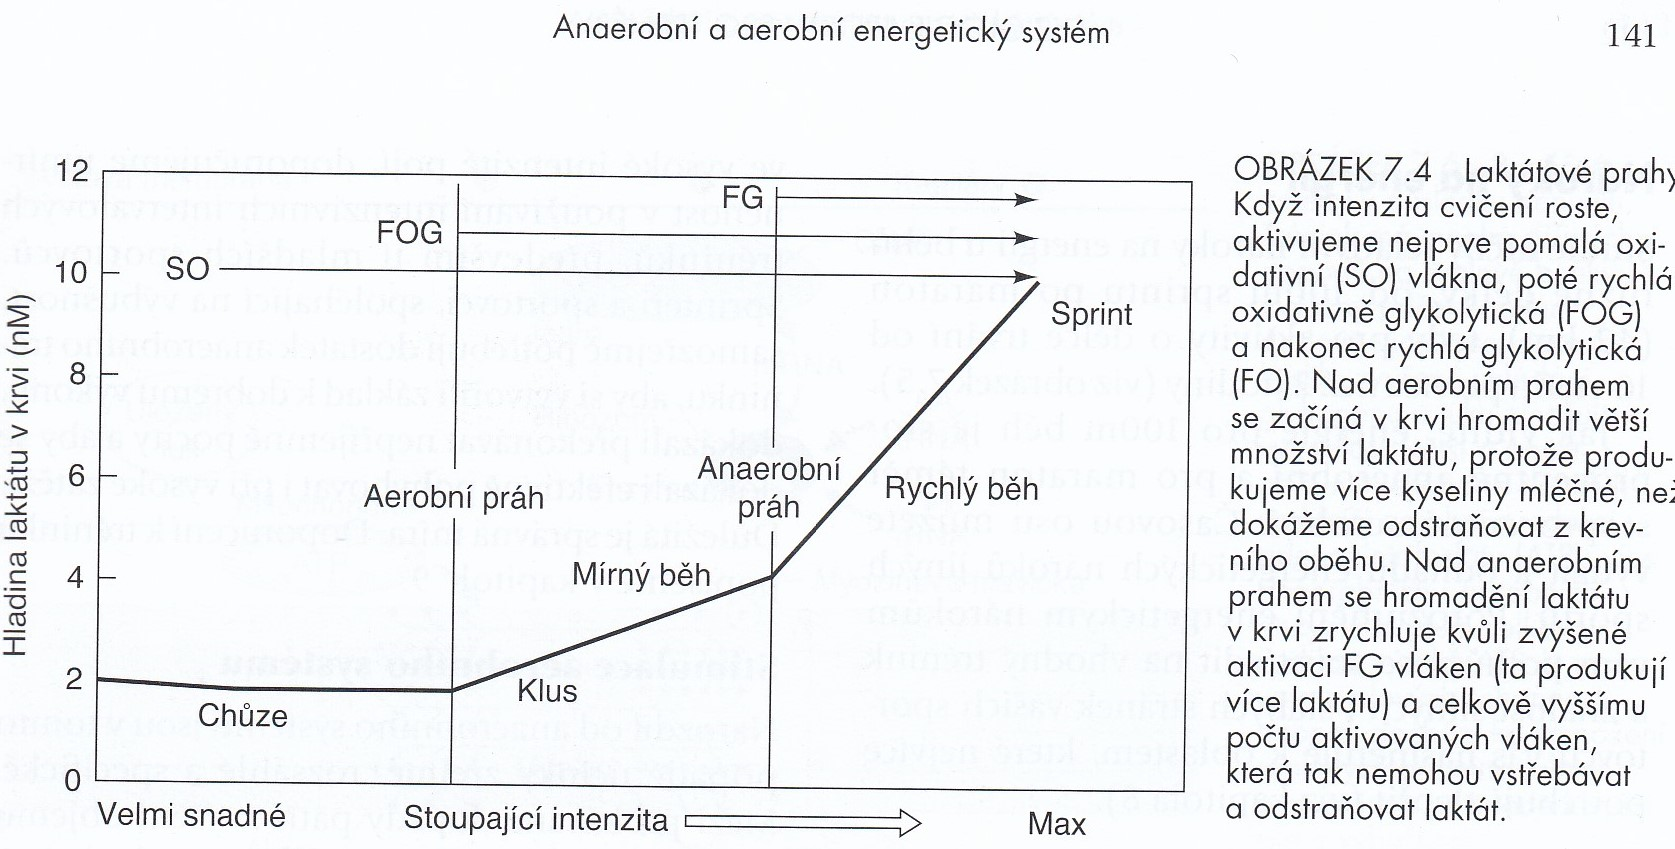 Anaerobní a aerobní energetický systém
141
12
10
8
6
4
2
0
Hladina laktátu v krvi (nM)
FG
FOG
SO
Sprint
Anaerobní
práh
Rychlý běh
Aerobní práh
Mírný běh
Klus
Chůze
Velmi snadné
Stoupající intenzita
Max
OBRÁZEK 7.4 Laktátové prahy
Když intenzita cvičení roste,
aktivujeme nejprve pomalá oxi-
dativní (SO) vlákna, poté rychlá
oxidativně glykolytická (FOG)
a nakonec rychlá glykolytická
(FO). Nad aerobním prahem
se začíná v krvi hromadit větší
množství laktátu, protože produ-
kujeme více kyseliny mléčné, než
dokážeme odstraňovat z krev-
ního oběhu. Nad anaerobním
prahem se hromadění laktátu
v krvi zrychluje kvůli zvýšené
aktivaci FG vláken (ta produkují
více laktátu) a celkově vyššímu
počtu aktivovaných vláken,
která tak nemohou vstřebávat
a odstraňovat laktát.